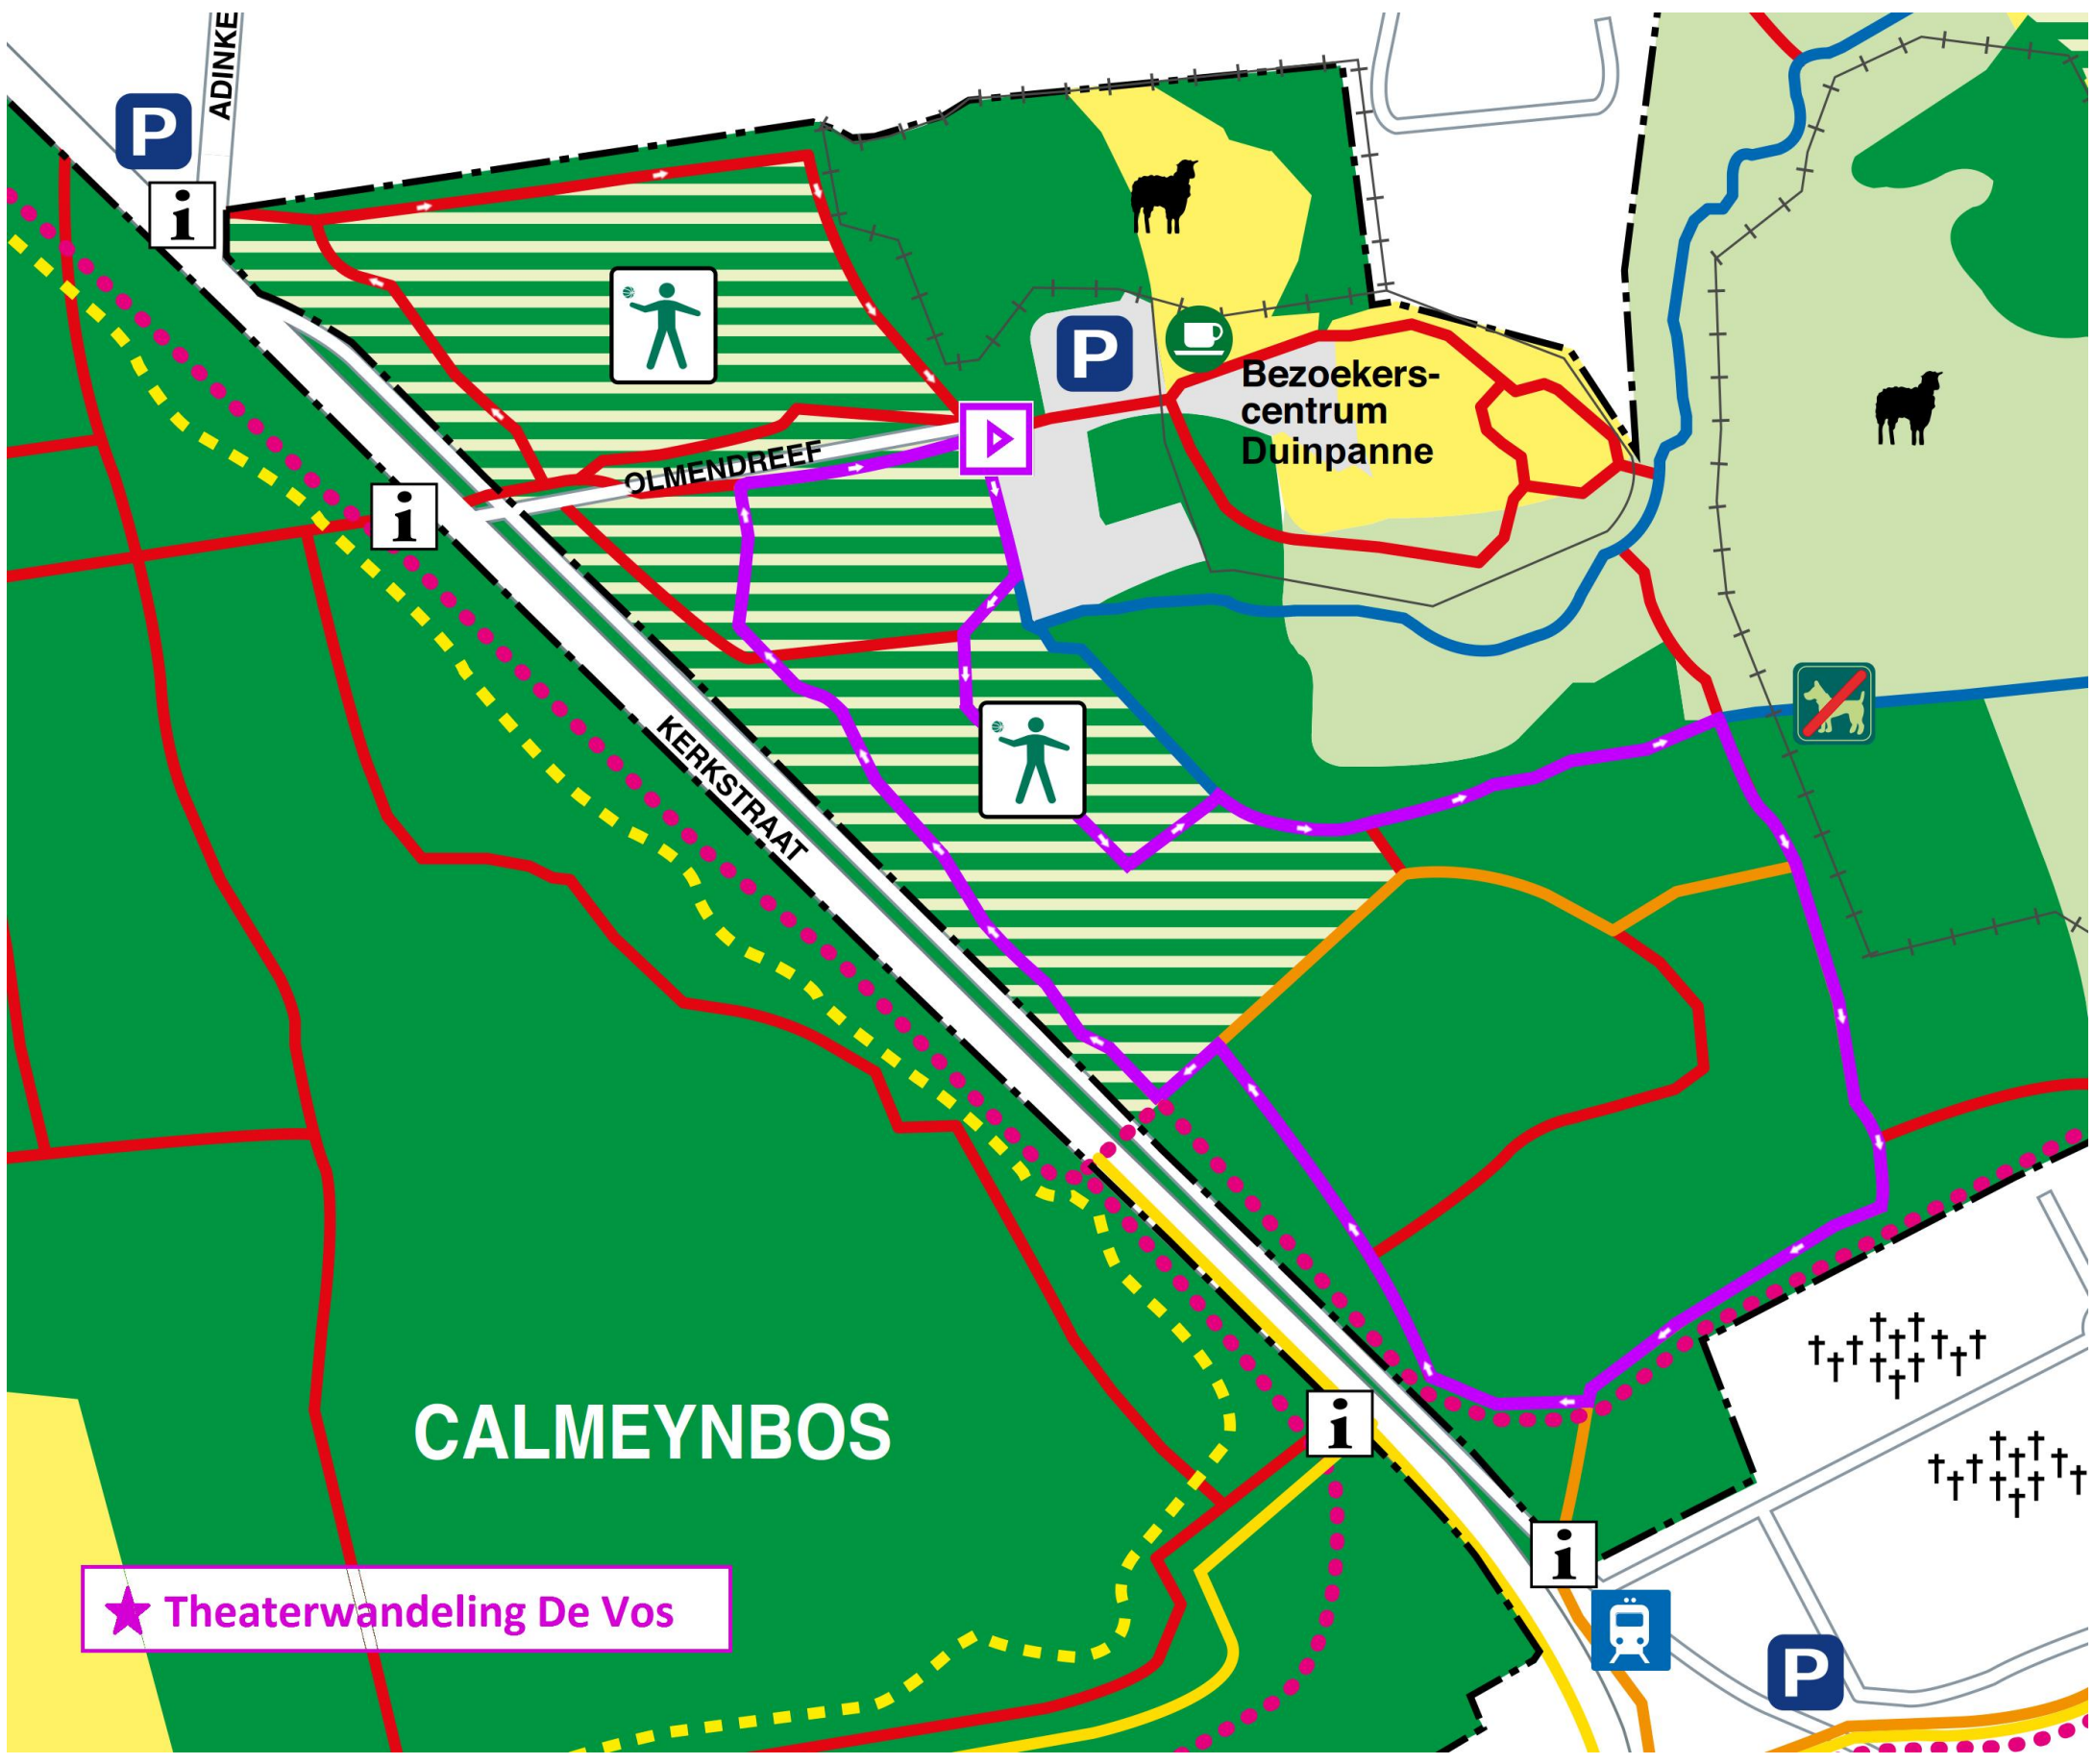 ADINKE
P
i
P
Bezoekers-
centrum
Duinpanne
OLMENDREEF
i
KERKSTRAAT
CALMEYNBOS
i
i
Theaterwandeling De Vos
P